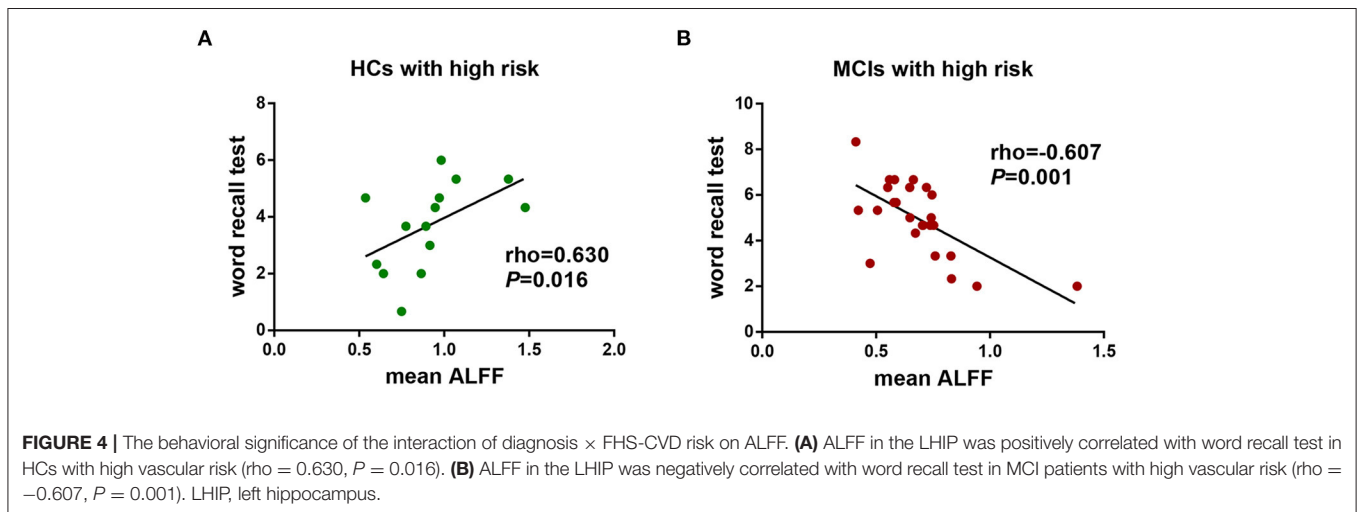 A
HCs with high risk
word recall test
8
6
4
2
0
0.0 0.5 1.0 1.5 2.0
mean ALFF
rho=0.630
P=0.016
B
MCIs with high risk
word recall test
10
8
6
4
2
0
0.0 0.5 1.0 1.5
mean ALFF
rho=-0.607
P=0.001
FIGURE 4 | The behavioral significance of the interaction of diagnosis × FHS-CVD risk on ALFF. (A) ALFF in the LHIP was positively correlated with word recall test in
HCs with high vascular risk (rho = 0.630, P = 0.016). (B) ALFF in the LHIP was negatively correlated with word recall test in MCI patients with high vascular risk (rho =
−0.607, P = 0.001). LHIP, left hippocampus.